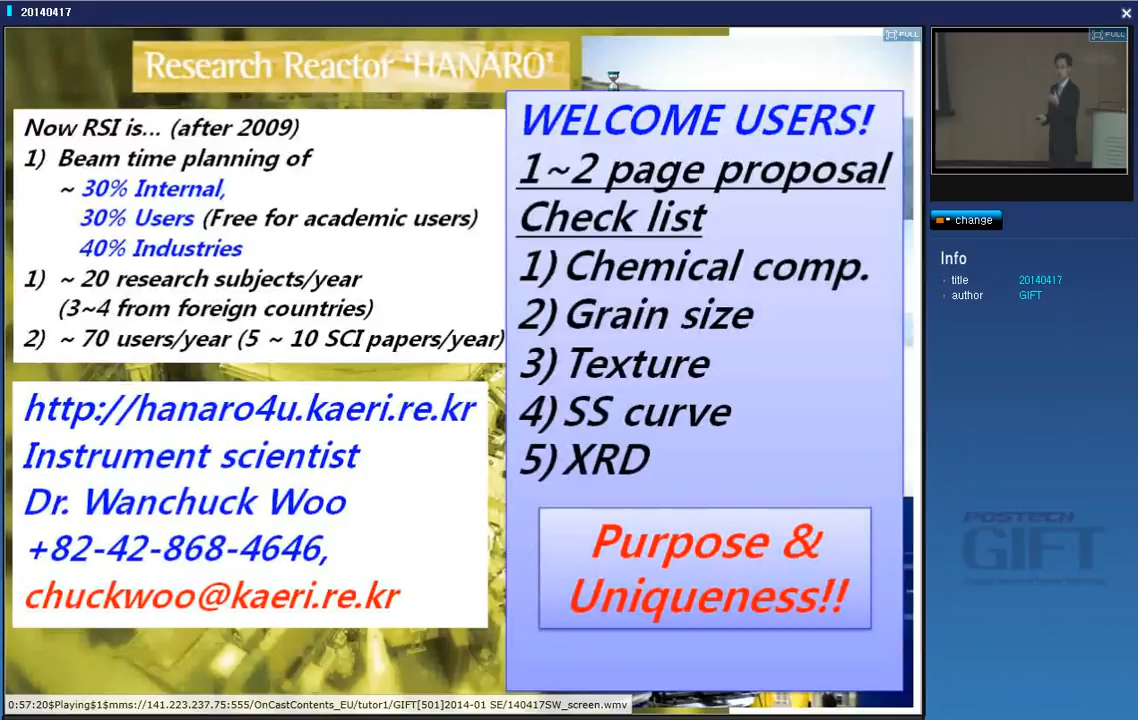 20140417
FULL
Research Reactor 'HANARO'
Now RSI is... (after 2009)
1) Beam time planning of
~ 30% Internal,
30% Users (Free for academic users)
40% Industries
1) ~ 20 research subjects/year
(3~4 from foreign countries)
2) ~ 70 users/year (5 ~ 10 SCI papers/year)
http://hanaro4u.kaeri.re.kr
Instrument scientist
Dr. Wanchuck Woo
+82-42-868-4646,
chuckwoo@kaeri.re.kr
WELCOME USERS!
1~2 page proposal
Check list
1) Chemical comp.
2) Grain size
3) Texture
4) SS curve
5) XRD
Purpose &
Uniqueness!!
0:57:20$Playing$1$mms://141.223.237.75:555/OnCastContents_EU/tutor1/GIFT[501]2014-01 SE/140417SW_screen.wmv
FULL
change
Info
title 20140417
author GIFT
POSTECH
GIFT